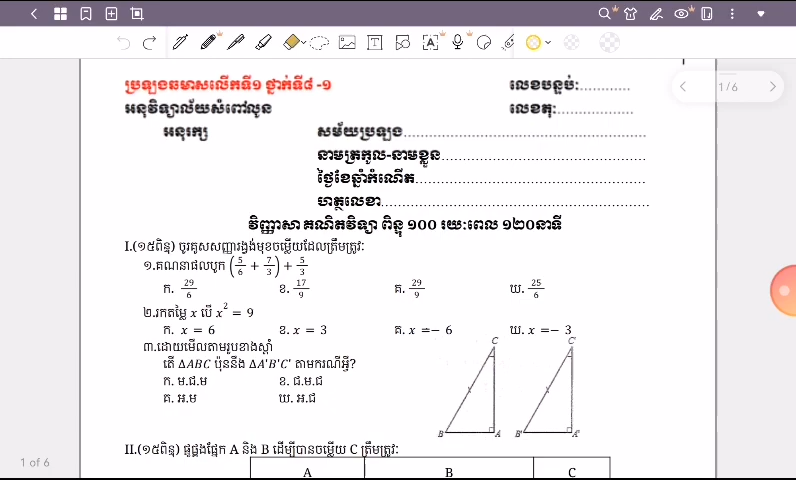 1/6
ប្រឡងឆមាសលើកទី១ ថ្នាក់ទី៨ -១
លេខបន្ទប់:............
អនុវិទ្យាល័យសំពៅលូន
លេខតុ:...................
អនុរក្ស
សម័យប្រឡង.............................................................
នាមត្រកូល-នាមខ្លួន....................................................
ថ្ងៃខែឆ្នាំកំណើត..........................................................
ហត្ថលេខា...................................................................
វិញ្ញាសា គណិតវិទ្យា ពិន្ទុ ១០០ រយ:ពេល ១២០នាទី
I.(១៥ពិន្ទុ) ចូរគូសសញ្ញារង្វង់មុខចម្លើយដែលត្រឹមត្រូវ:
១.គណនាផលបូក (5/6 + 7/3) + 5/3
ក. 29/6 ខ. 17/9 គ. 29/9 ឃ. 25/6
២.រកតម្លៃ x បើ x² = 9
ក. x = 6 ខ. x = 3 គ. x =− 6 ឃ. x =− 3
៣.ដោយមើលតាមរូបខាងស្តាំ
តើ ΔABC ប៉ុននឹង ΔA'B'C' តាមករណីអ្វី?
ក. ម.ជ.ម ខ. ជ.ម.ជ
គ. អ.ម ឃ. អ.ជ
C C'
B A B' A'
II.(១៥ពិន្ទុ) ផ្គូផ្គងផ្នែក A និង B ដើម្បីបានចម្លើយ C ត្រឹមត្រូវ:
A B C
1 of 6